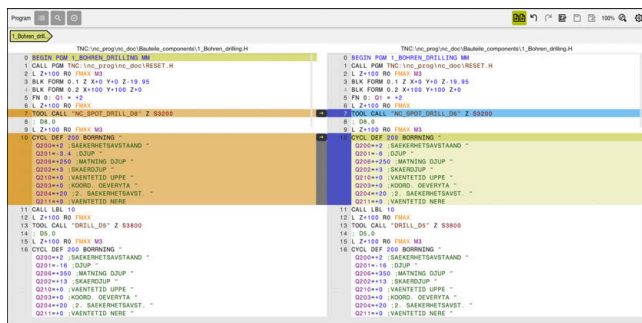 Program
100%
1_Bohren_drill...
TNC:\nc_prog\nc_doc\Bauteile_components\1_Bohren_drilling.H
0 BEGIN PGM 1_BOHREN_DRILLING MM
1 CALL PGM TNC:\nc_prog\nc_doc\RESET.H
2 L Z+100 R0 FMAX M3
3 BLK FORM 0.1 Z X+0 Y+0 Z-19.95
4 BLK FORM 0.2 X+100 Y+100 Z+0
5 FN 0: Q1 = +2
6 L Z+100 R0 FMAX
7 TOOL CALL "NC_SPOT_DRILL_D8" Z S3200
8 ; D8,0
9 L Z+100 R0 FMAX M3
10 CYCL DEF 200 BORRNING ~
Q200=+2 ;SAEKERHETSAVSTAAND ~
Q201=-3.4 ;DJUP ~
Q206=+250 ;MATNING DJUP ~
Q202=+3 ;SKAERDJUP ~
Q210=+0 ;VAENTETID UPPE ~
Q203=+0 ;KOORD. OEVERYTA ~
Q204=+20 ;2. SAEKERHETSAVST. ~
Q211=+0 ;VAENTETID NERE
11 CALL LBL 10
12 L Z+100 R0 FMAX
13 TOOL CALL "DRILL_D5" Z S3800
14 ; D5,0
15 L Z+100 R0 FMAX M3
16 CYCL DEF 200 BORRNING ~
Q200=+2 ;SAEKERHETSAVSTAAND ~
Q201=-16 ;DJUP ~
Q206=+350 ;MATNING DJUP ~
Q202=+13 ;SKAERDJUP ~
Q210=+0 ;VAENTETID UPPE ~
Q203=+0 ;KOORD. OEVERYTA ~
Q204=+20 ;2. SAEKERHETSAVST. ~
Q211=+0 ;VAENTETID NERE ~
TNC:\nc_prog\nc_doc\Bauteile_components\1_Bohren_drilling.H
0 BEGIN PGM 1_BOHREN_DRILLING MM
1 CALL PGM TNC:\nc_prog\nc_doc\RESET.H
2 L Z+100 R0 FMAX M3
3 BLK FORM 0.1 Z X+0 Y+0 Z-19.95
4 BLK FORM 0.2 X+100 Y+100 Z+0
5 FN 0: Q1 = +2
6 L Z+100 R0 FMAX
7 TOOL CALL "NC_SPOT_DRILL_D6" Z S3200
8 ; D8,0
9 L Z+100 R0 FMAX M3
10 CYCL DEF 200 BORRNING ~
Q200=+3 ;SAEKERHETSAVSTAAND ~
Q201=-6 ;DJUP ~
Q206=+250 ;MATNING DJUP ~
Q202=+3 ;SKAERDJUP ~
Q210=+0 ;VAENTETID UPPE ~
Q203=+9 ;KOORD. OEVERYTA ~
Q204=+20 ;2. SAEKERHETSAVST. ~
Q211=+0 ;VAENTETID NERE
11 CALL LBL 10
12 L Z+100 R0 FMAX
13 TOOL CALL "DRILL_D5" Z S3800
14 ; D5,0
15 L Z+100 R0 FMAX M3
16 CYCL DEF 200 BORRNING ~
Q200=+2 ;SAEKERHETSAVSTAAND ~
Q201=-16 ;DJUP ~
Q206=+350 ;MATNING DJUP ~
Q202=+13 ;SKAERDJUP ~
Q210=+0 ;VAENTETID UPPE ~
Q203=+0 ;KOORD. OEVERYTA ~
Q204=+20 ;2. SAEKERHETSAVST. ~
Q211=+0 ;VAENTETID NERE ~